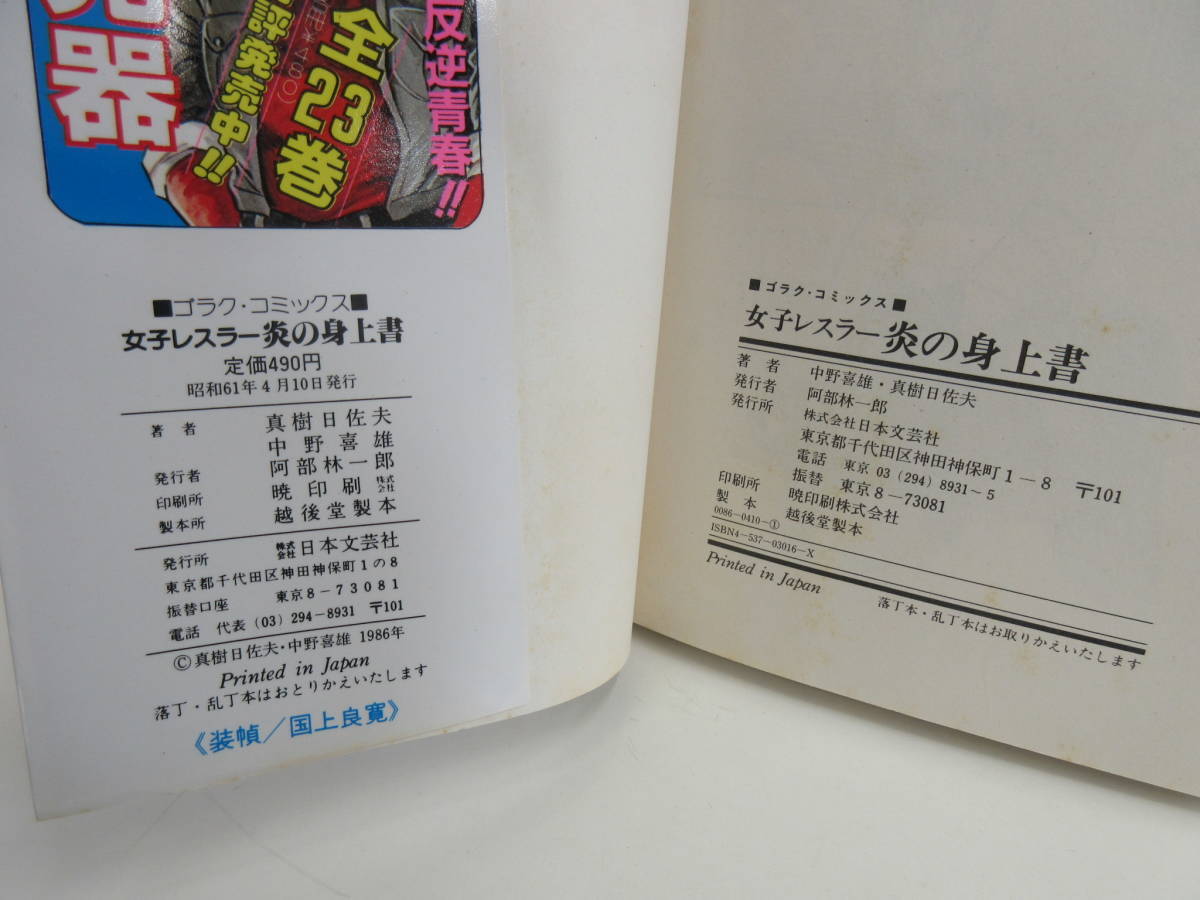 器
反逆青春!!
全23巻
評発売中!!
■ゴラク・コミックス■
女子レスラー炎の身上書
定価490円
昭和61年4月10日発行
著者 真樹日佐夫
中野喜雄
発行者 阿部林一郎
印刷所 暁印刷株式会社
製本所 越後堂製本
発行所 株式会社日本文芸社
東京都千代田区神田神保町1の8
振替口座 東京8-73081
電話 代表(03)294-8931 〒101
©真樹日佐夫・中野喜雄 1986年
Printed in Japan
落丁・乱丁本はおとりかえいたします
《装幀/国上良寛》
■ゴラク・コミックス■
女子レスラー炎の身上書
著者 中野喜雄・真樹日佐夫
発行者 阿部林一郎
発行所 株式会社日本文芸社
東京都千代田区神田神保町1-8 〒101
電話 東京 03(294)8931~5
振替 東京8-73081
印刷所 暁印刷株式会社
製本 越後堂製本
0086-0410-①
ISBN4-537-03016-X
Printed in Japan
落丁本・乱丁本はお取りかえいたします